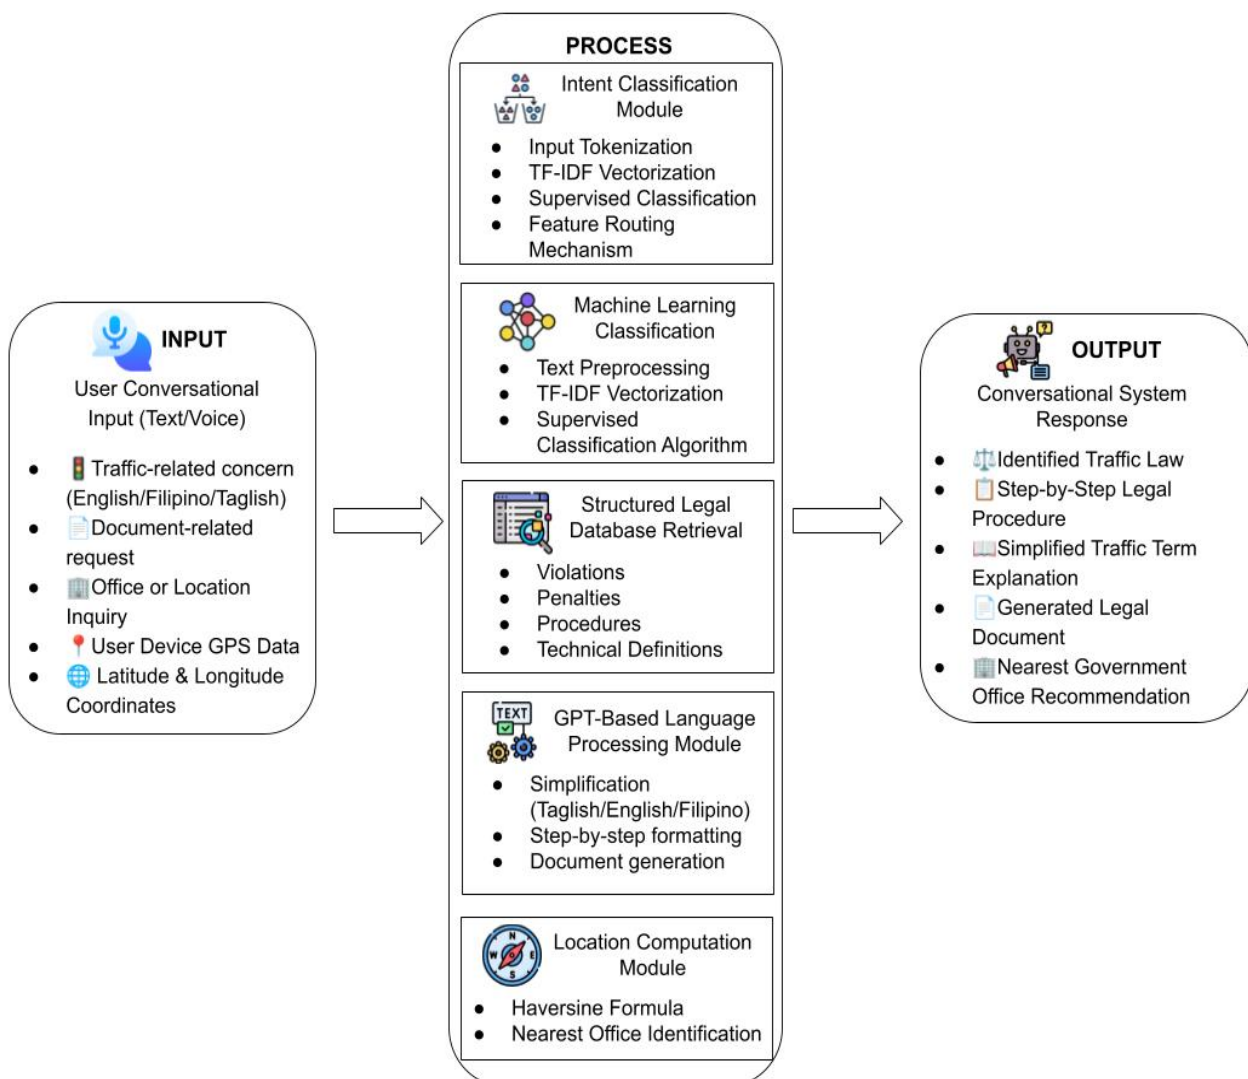 INPUT
User Conversational
Input (Text/Voice)
● 🚦Traffic-related concern
(English/Filipino/Taglish)
● 📄Document-related
request
● 🏢Office or Location
Inquiry
● 📍User Device GPS Data
● 🌐 Latitude & Longitude
Coordinates
PROCESS
Intent Classification
Module
● Input Tokenization
● TF-IDF Vectorization
● Supervised Classification
● Feature Routing
Mechanism
Machine Learning
Classification
● Text Preprocessing
● TF-IDF Vectorization
● Supervised
Classification Algorithm
Structured Legal
Database Retrieval
● Violations
● Penalties
● Procedures
● Technical Definitions
TEXT
GPT-Based Language
Processing Module
● Simplification
(Taglish/English/Filipino)
● Step-by-step formatting
● Document generation
N
W E
S
Location Computation
Module
● Haversine Formula
● Nearest Office Identification
?
OUTPUT
Conversational System
Response
● ⚖️Identified Traffic Law
● 📋Step-by-Step Legal
Procedure
● 📖Simplified Traffic Term
Explanation
● 📄Generated Legal
Document
● 🏢Nearest Government
Office Recommendation